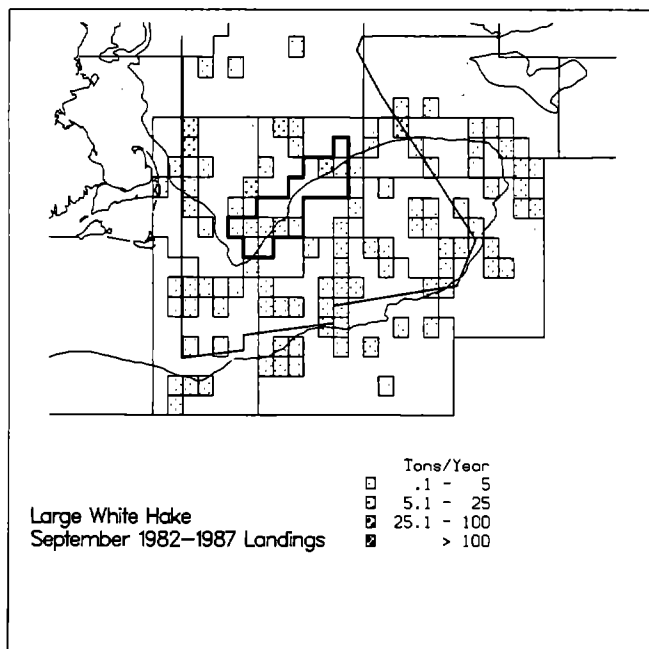 Tons/Year
.1 - 5
5.1 - 25
25.1 - 100
> 100
Large White Hake
September 1982-1987 Landings